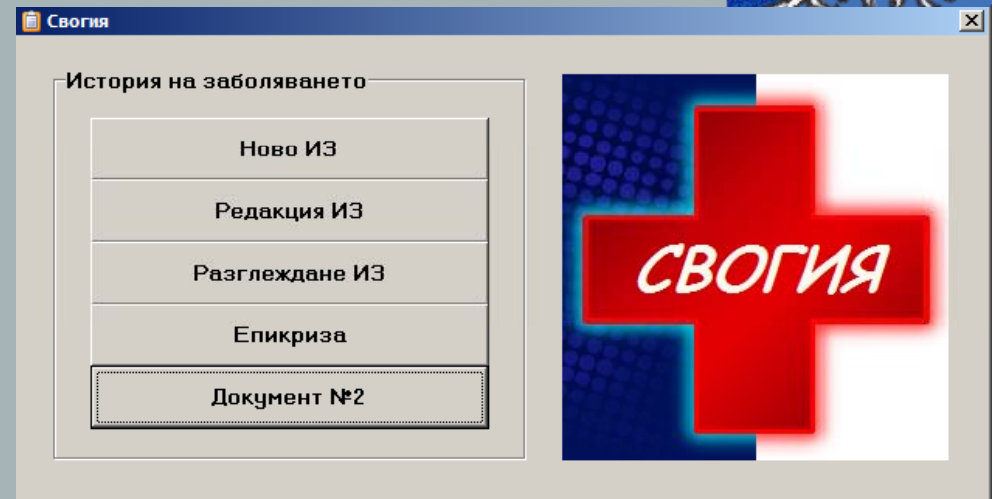 Свогия
История на заболяването
Ново ИЗ
Редакция ИЗ
Разглеждане ИЗ
Епикриза
Документ №2
СВОГИЯ